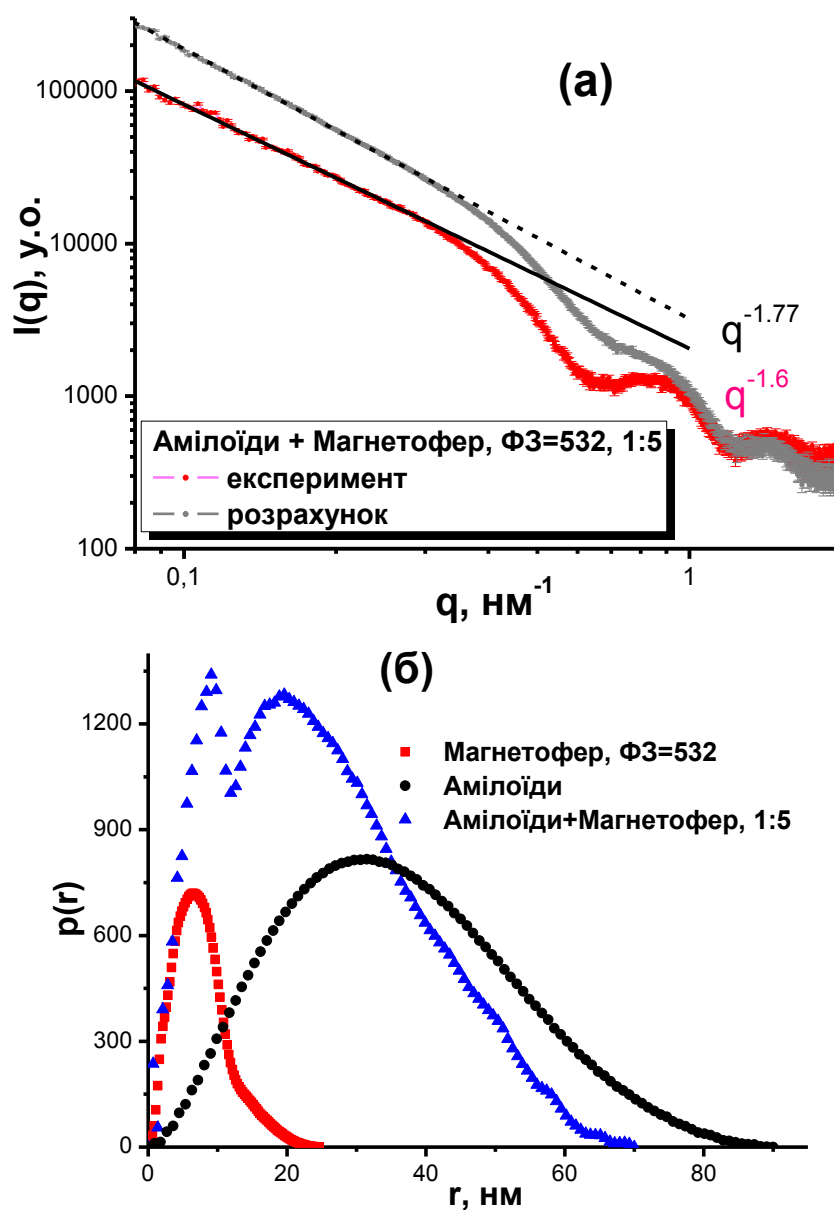 (а)
100000
10000
1000
100
I(q), у.о.
q-1.77
q-1.6
Амілоїди + Магнетофер, ФЗ=532, 1:5
експеримент
розрахунок
0,1
1
q, нм-1
(б)
1200
900
600
300
0
p(r)
Магнетофер, ФЗ=532
Амілоїди
Амілоїди+Магнетофер, 1:5
0
20
40
60
80
r, нм